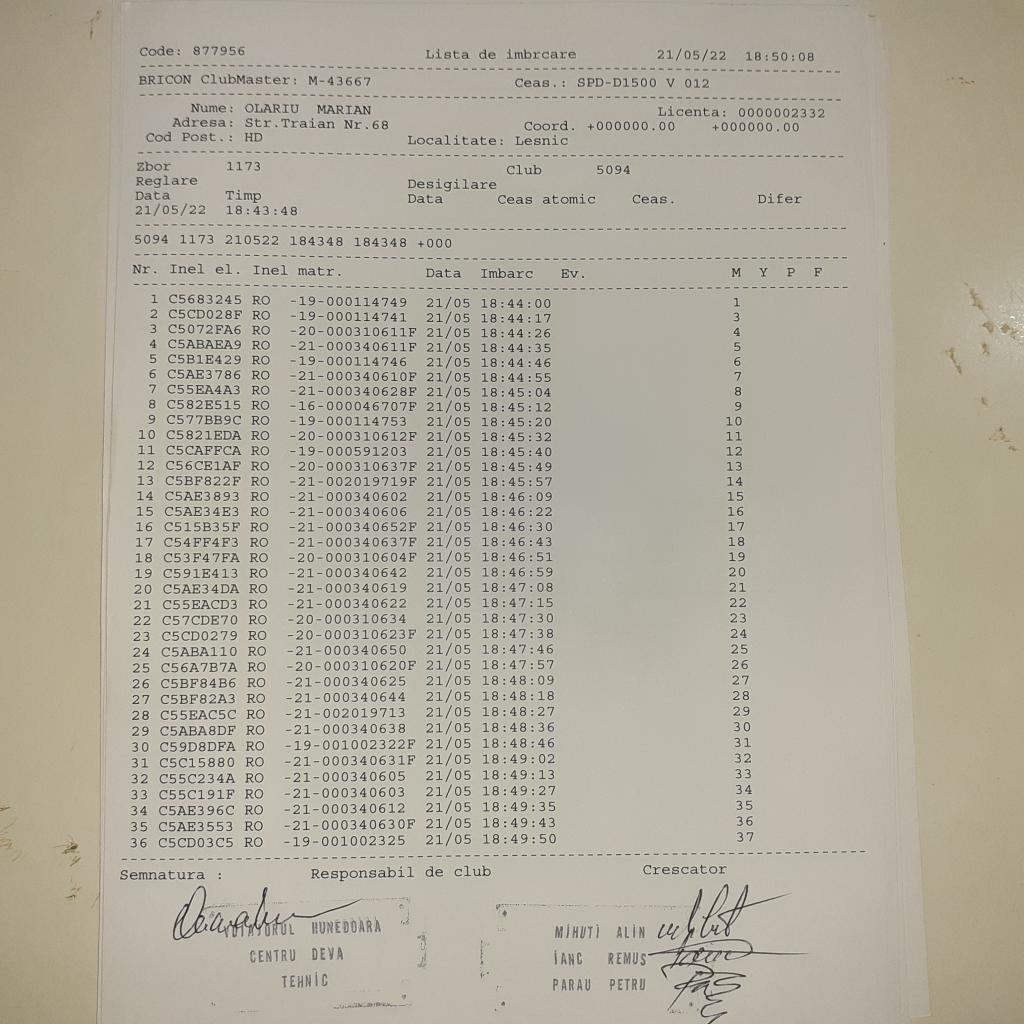 Code: 877956 Lista de imbrcare 21/05/22 18:50:08
BRICON ClubMaster: M-43667 Ceas.: SPD-D1500 V 012
Nume: OLARIU MARIAN Licenta: 0000002332
Adresa: Str.Traian Nr.68 Coord. +000000.00 +000000.00
Cod Post.: HD Localitate: Lesnic
Zbor 1173 Club 5094
Reglare Desigilare
Data Timp Data Ceas atomic Ceas. Difer
21/05/22 18:43:48
5094 1173 210522 184348 184348 +000
Nr. Inel el. Inel matr. Data Imbarc Ev. M Y P F
1 C5683245 RO -19-000114749 21/05 18:44:00 1
2 C5CD028F RO -19-000114741 21/05 18:44:17 3
3 C5072FA6 RO -20-000310611F 21/05 18:44:26 4
4 C5ABAEA9 RO -21-000340611F 21/05 18:44:35 5
5 C5B1E429 RO -19-000114746 21/05 18:44:46 6
6 C5AE3786 RO -21-000340610F 21/05 18:44:55 7
7 C55EA4A3 RO -21-000340628F 21/05 18:45:04 8
8 C582E515 RO -16-000046707F 21/05 18:45:12 9
9 C577BB9C RO -19-000114753 21/05 18:45:20 10
10 C5821EDA RO -20-000310612F 21/05 18:45:32 11
11 C5CAFFCA RO -19-000591203 21/05 18:45:40 12
12 C56CE1AF RO -20-000310637F 21/05 18:45:49 13
13 C5BF822F RO -21-002019719F 21/05 18:45:57 14
14 C5AE3893 RO -21-000340602 21/05 18:46:09 15
15 C5AE34E3 RO -21-000340606 21/05 18:46:22 16
16 C515B35F RO -21-000340652F 21/05 18:46:30 17
17 C54FF4F3 RO -21-000340637F 21/05 18:46:43 18
18 C53F47FA RO -20-000310604F 21/05 18:46:51 19
19 C591E413 RO -21-000340642 21/05 18:46:59 20
20 C5AE34DA RO -21-000340619 21/05 18:47:08 21
21 C55EACD3 RO -21-000340622 21/05 18:47:15 22
22 C57CDE70 RO -20-000310634 21/05 18:47:30 23
23 C5CD0279 RO -20-000310623F 21/05 18:47:38 24
24 C5ABA110 RO -21-000340650 21/05 18:47:46 25
25 C56A7B7A RO -20-000310620F 21/05 18:47:57 26
26 C5BF84B6 RO -21-000340625 21/05 18:48:09 27
27 C5BF82A3 RO -21-000340644 21/05 18:48:18 28
28 C55EAC5C RO -21-002019713 21/05 18:48:27 29
29 C5ABA8DF RO -21-000340638 21/05 18:48:36 30
30 C59D8DFA RO -19-001002322F 21/05 18:48:46 31
31 C5C15880 RO -21-000340631F 21/05 18:49:02 32
32 C55C234A RO -21-000340605 21/05 18:49:13 33
33 C55C191F RO -21-000340603 21/05 18:49:27 34
34 C5AE396C RO -21-000340612 21/05 18:49:35 35
35 C5AE3553 RO -21-000340630F 21/05 18:49:43 36
36 C5CD03C5 RO -19-001002325 21/05 18:49:50 37
Semnatura : Responsabil de club Crescator
HUNEDOARA
CENTRU DEVA
TEHNIC
MIHUTI ALIN
IANC REMUS
PARAU PETRU